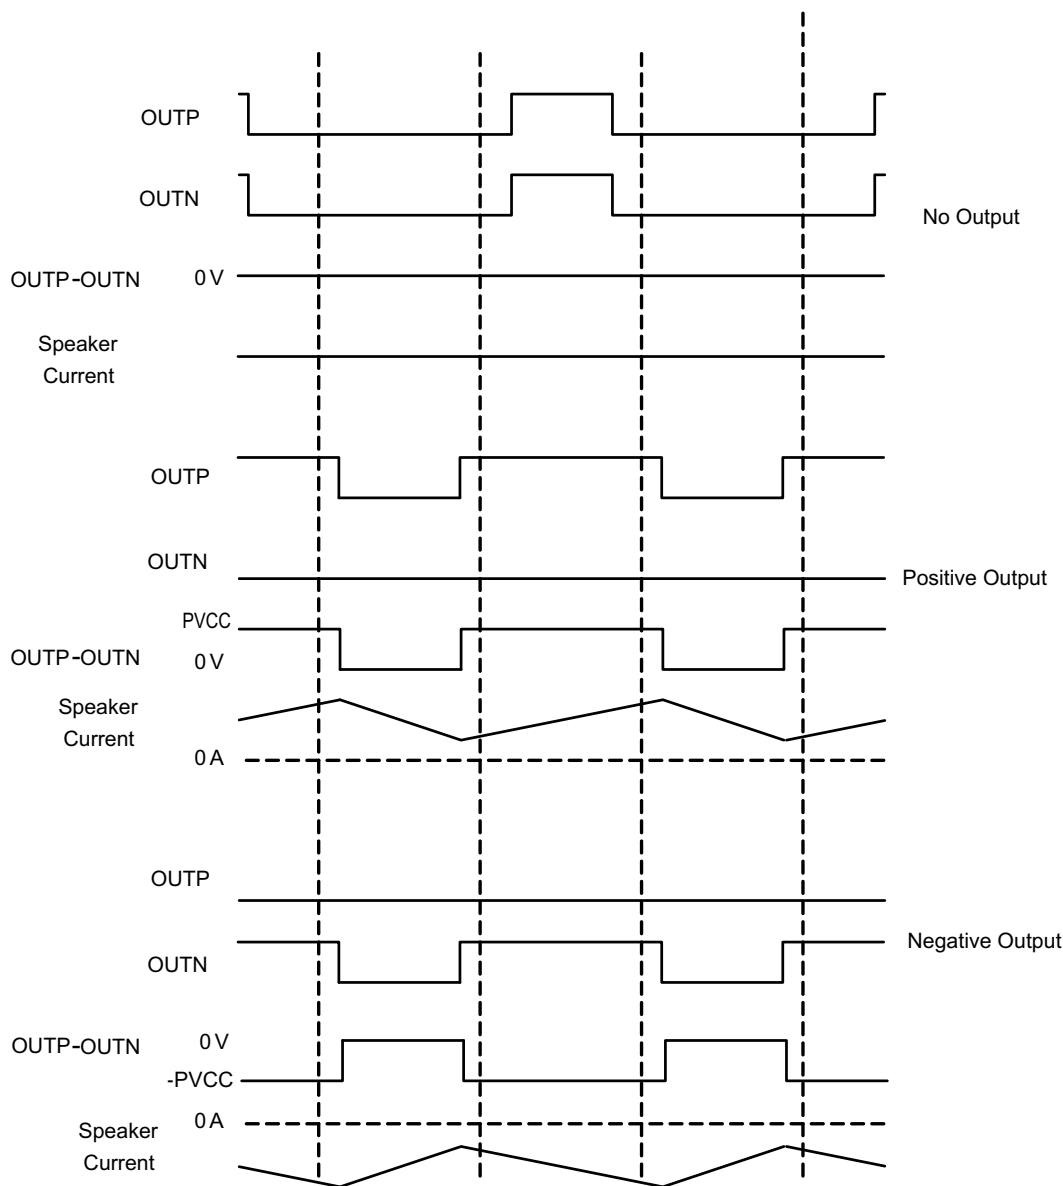 OUTP
OUTN
No Output
OUTP-OUTN 0 V
Speaker
Current
OUTP
OUTN
Positive Output
PVCC
OUTP-OUTN 0 V
Speaker
Current
0 A
OUTP
Negative Output
OUTN
OUTP-OUTN 0 V
-PVCC
0 A
Speaker
Current